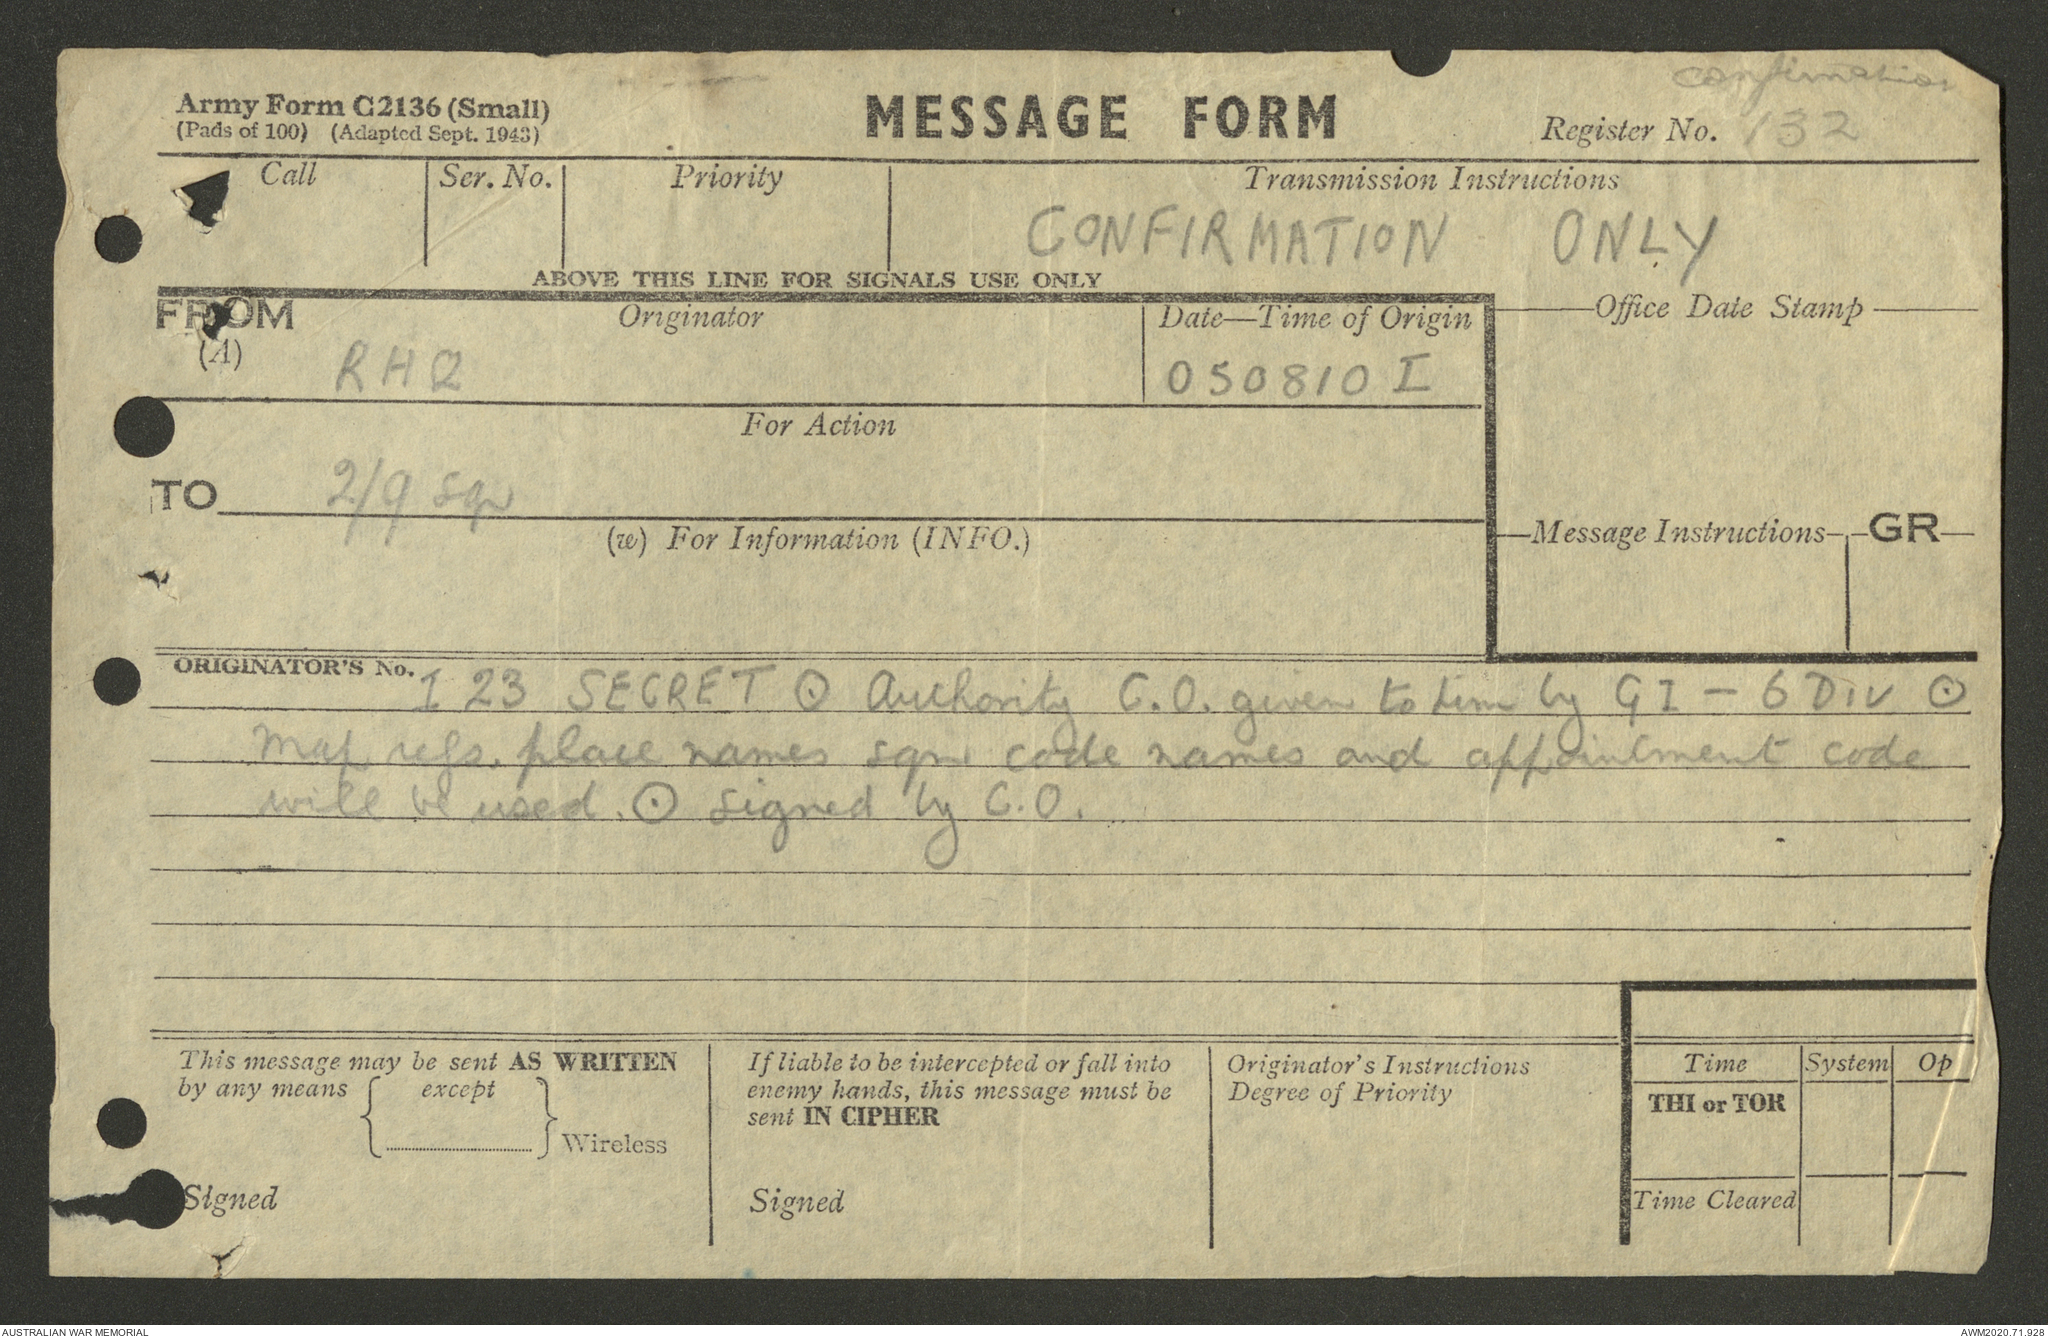 confirmation
Army Form C2136 (Small)
(Pads of 100) (Adapted Sept. 1943)
MESSAGE FORM
Register No. 132
Call
Ser. No.
Priority
Transmission Instructions
CONFIRMATION ONLY
ABOVE THIS LINE FOR SIGNALS USE ONLY
FROM
(A)
Originator
RHQ
Date—Time of Origin
050810 I
Office Date Stamp
For Action
TO
2/9 sqn
(w) For Information (INFO.)
Message Instructions
GR
ORIGINATOR'S No. I 23 SECRET ⊙ Authority C.O. given to him by GI - 6 DIV ⊙
Map refs. place names sqn code names and appointment code
will be used. ⊙ signed by C.O.
This message may be sent AS WRITTEN
by any means { except
} Wireless
Signed
If liable to be intercepted or fall into
enemy hands, this message must be
sent IN CIPHER
Signed
Originator's Instructions
Degree of Priority
Time
System
Op
THI or TOR
Time Cleared
AUSTRALIAN WAR MEMORIAL
AWM2020.71.928